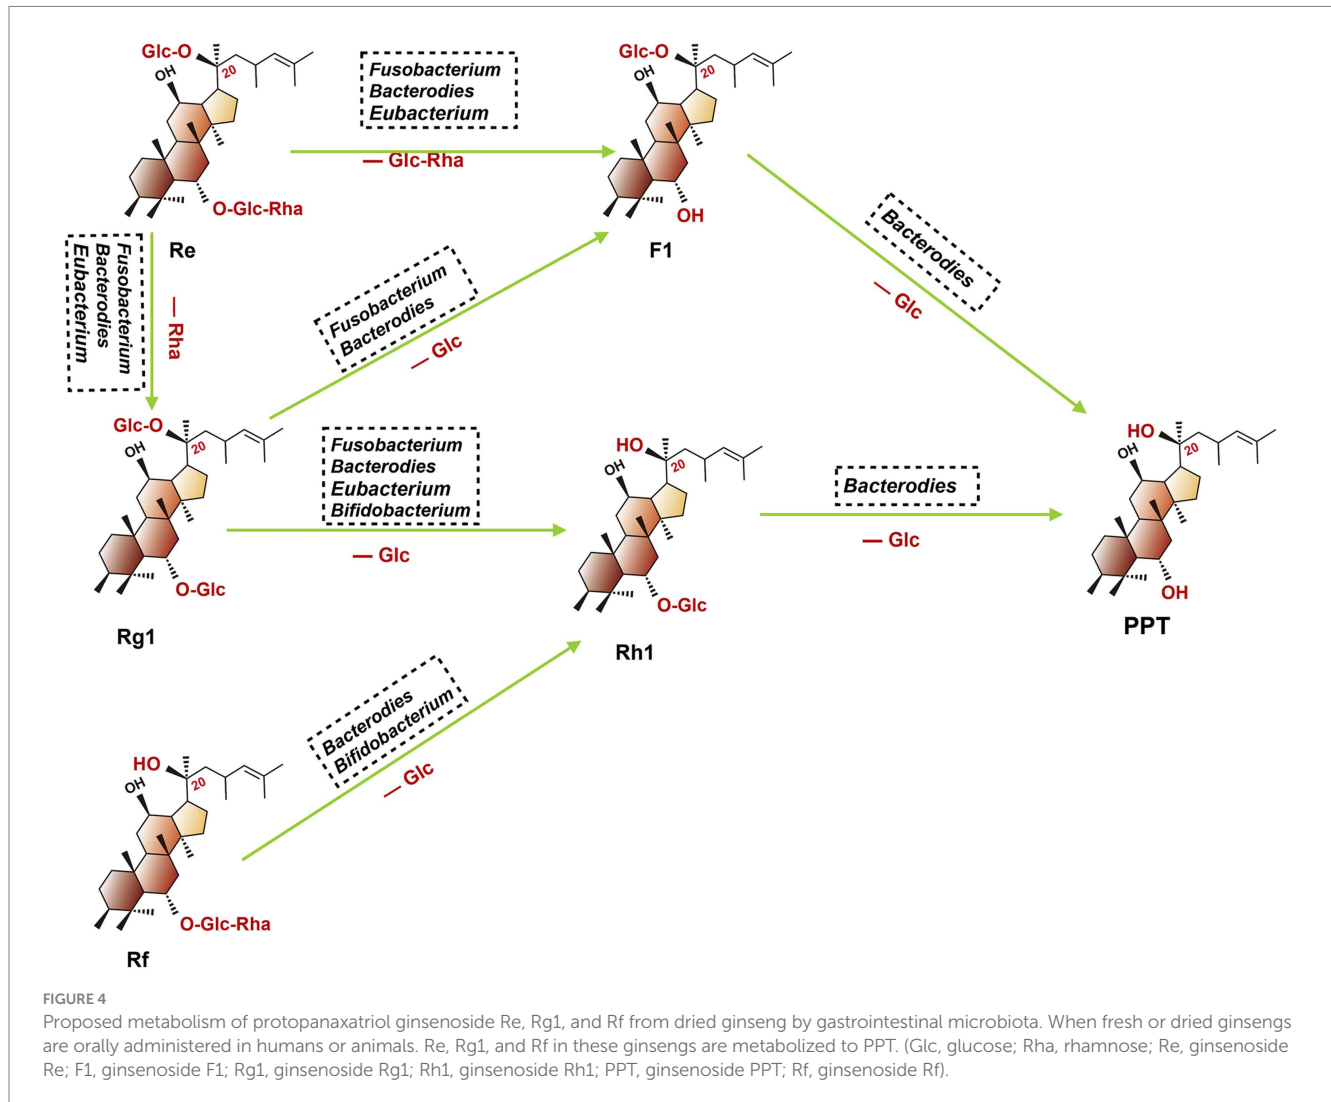 Glc-O
OH
20
O-Glc-Rha
Re
Fusobacterium
Bacterodies
Eubacterium
— Glc-Rha
Glc-O
OH
20
OH
F1
Fusobacterium
Bacterodies
Eubacterium
— Rha
Fusobacterium
Bacterodies
— Glc
Bacterodies
— Glc
Glc-O
OH
20
O-Glc
Rg1
Fusobacterium
Bacterodies
Eubacterium
Bifidobacterium
— Glc
HO
OH
20
O-Glc
Rh1
Bacterodies
— Glc
HO
OH
20
OH
PPT
Bacterodies
Bifidobacterium
— Glc
HO
OH
20
O-Glc-Rha
Rf
FIGURE 4
Proposed metabolism of protopanaxatriol ginsenoside Re, Rg1, and Rf from dried ginseng by gastrointestinal microbiota. When fresh or dried ginsengs
are orally administered in humans or animals. Re, Rg1, and Rf in these ginsengs are metabolized to PPT. (Glc, glucose; Rha, rhamnose; Re, ginsenoside
Re; F1, ginsenoside F1; Rg1, ginsenoside Rg1; Rh1, ginsenoside Rh1; PPT, ginsenoside PPT; Rf, ginsenoside Rf).